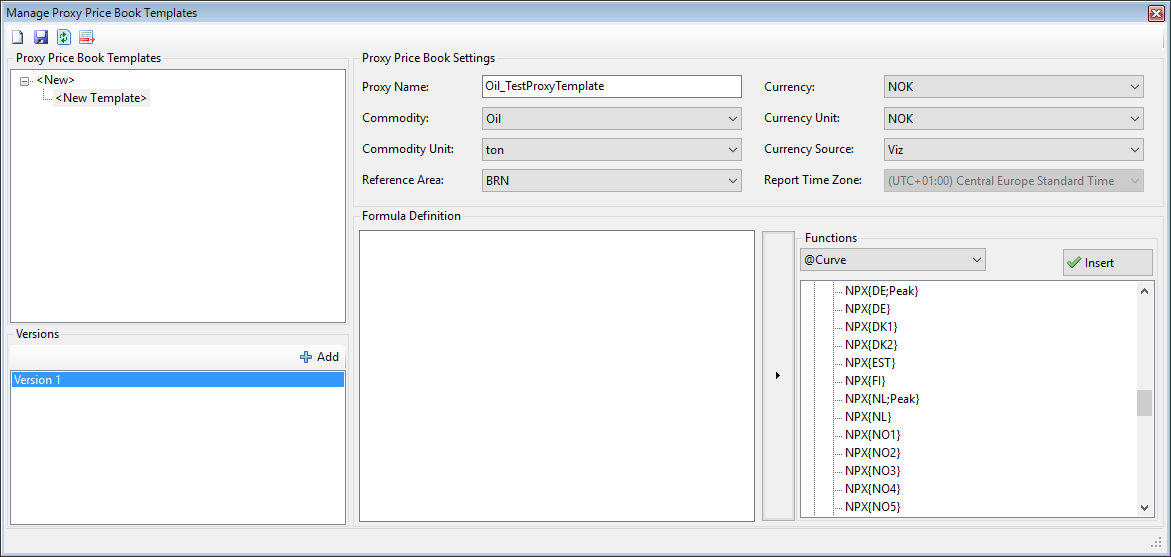 Manage Proxy Price Book Templates
Proxy Price Book Templates
<New>
<New Template>
Versions
Add
Version 1
Proxy Price Book Settings
Proxy Name: Oil_TestProxyTemplate Currency: NOK
Commodity: Oil Currency Unit: NOK
Commodity Unit: ton Currency Source: Viz
Reference Area: BRN Report Time Zone: (UTC+01:00) Central Europe Standard Time
Formula Definition
Functions
@Curve Insert
NPX{DE;Peak}
NPX{DE}
NPX{DK1}
NPX{DK2}
NPX{EST}
NPX{FI}
NPX{NL;Peak}
NPX{NL}
NPX{NO1}
NPX{NO2}
NPX{NO3}
NPX{NO4}
NPX{NO5}